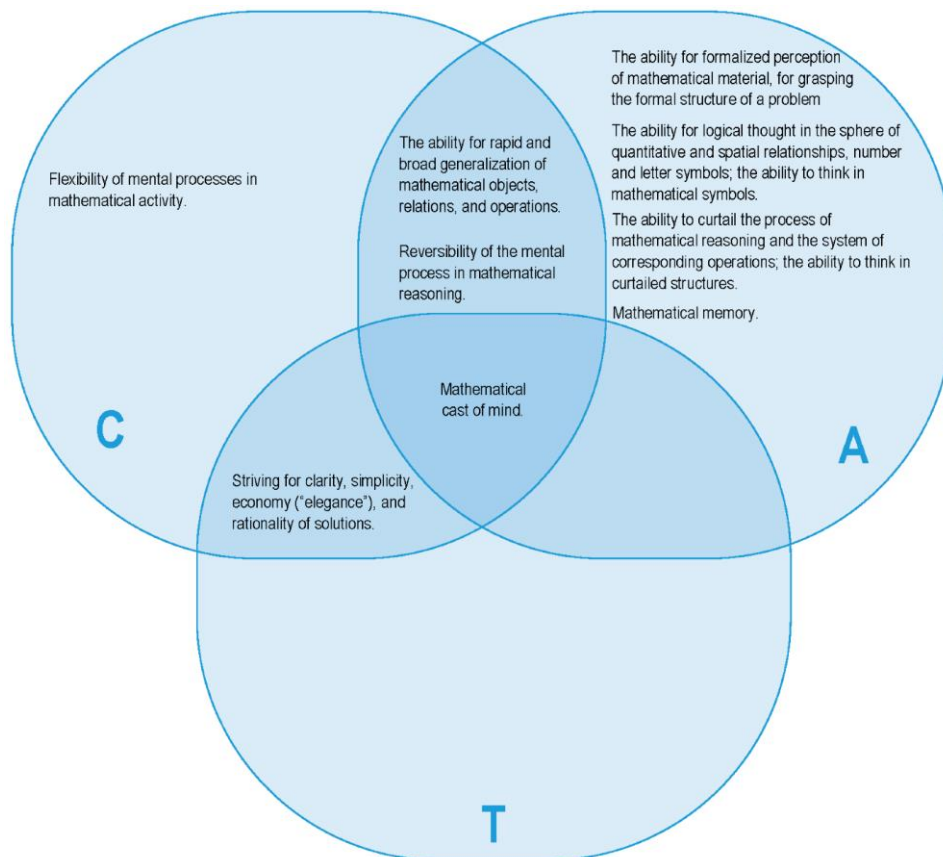 The ability for formalized perception
of mathematical material, for grasping
the formal structure of a problem
The ability for logical thought in the sphere of
quantitative and spatial relationships, number
and letter symbols; the ability to think in
mathematical symbols.
The ability to curtail the process of
mathematical reasoning and the system of
corresponding operations; the ability to think in
curtailed structures.
Mathematical memory.
The ability for rapid and
broad generalization of
mathematical objects,
relations, and operations.
Reversibility of the mental
process in mathematical
reasoning.
Flexibility of mental processes in
mathematical activity.
Mathematical
cast of mind.
C
A
Striving for clarity, simplicity,
economy ("elegance"), and
rationality of solutions.
T